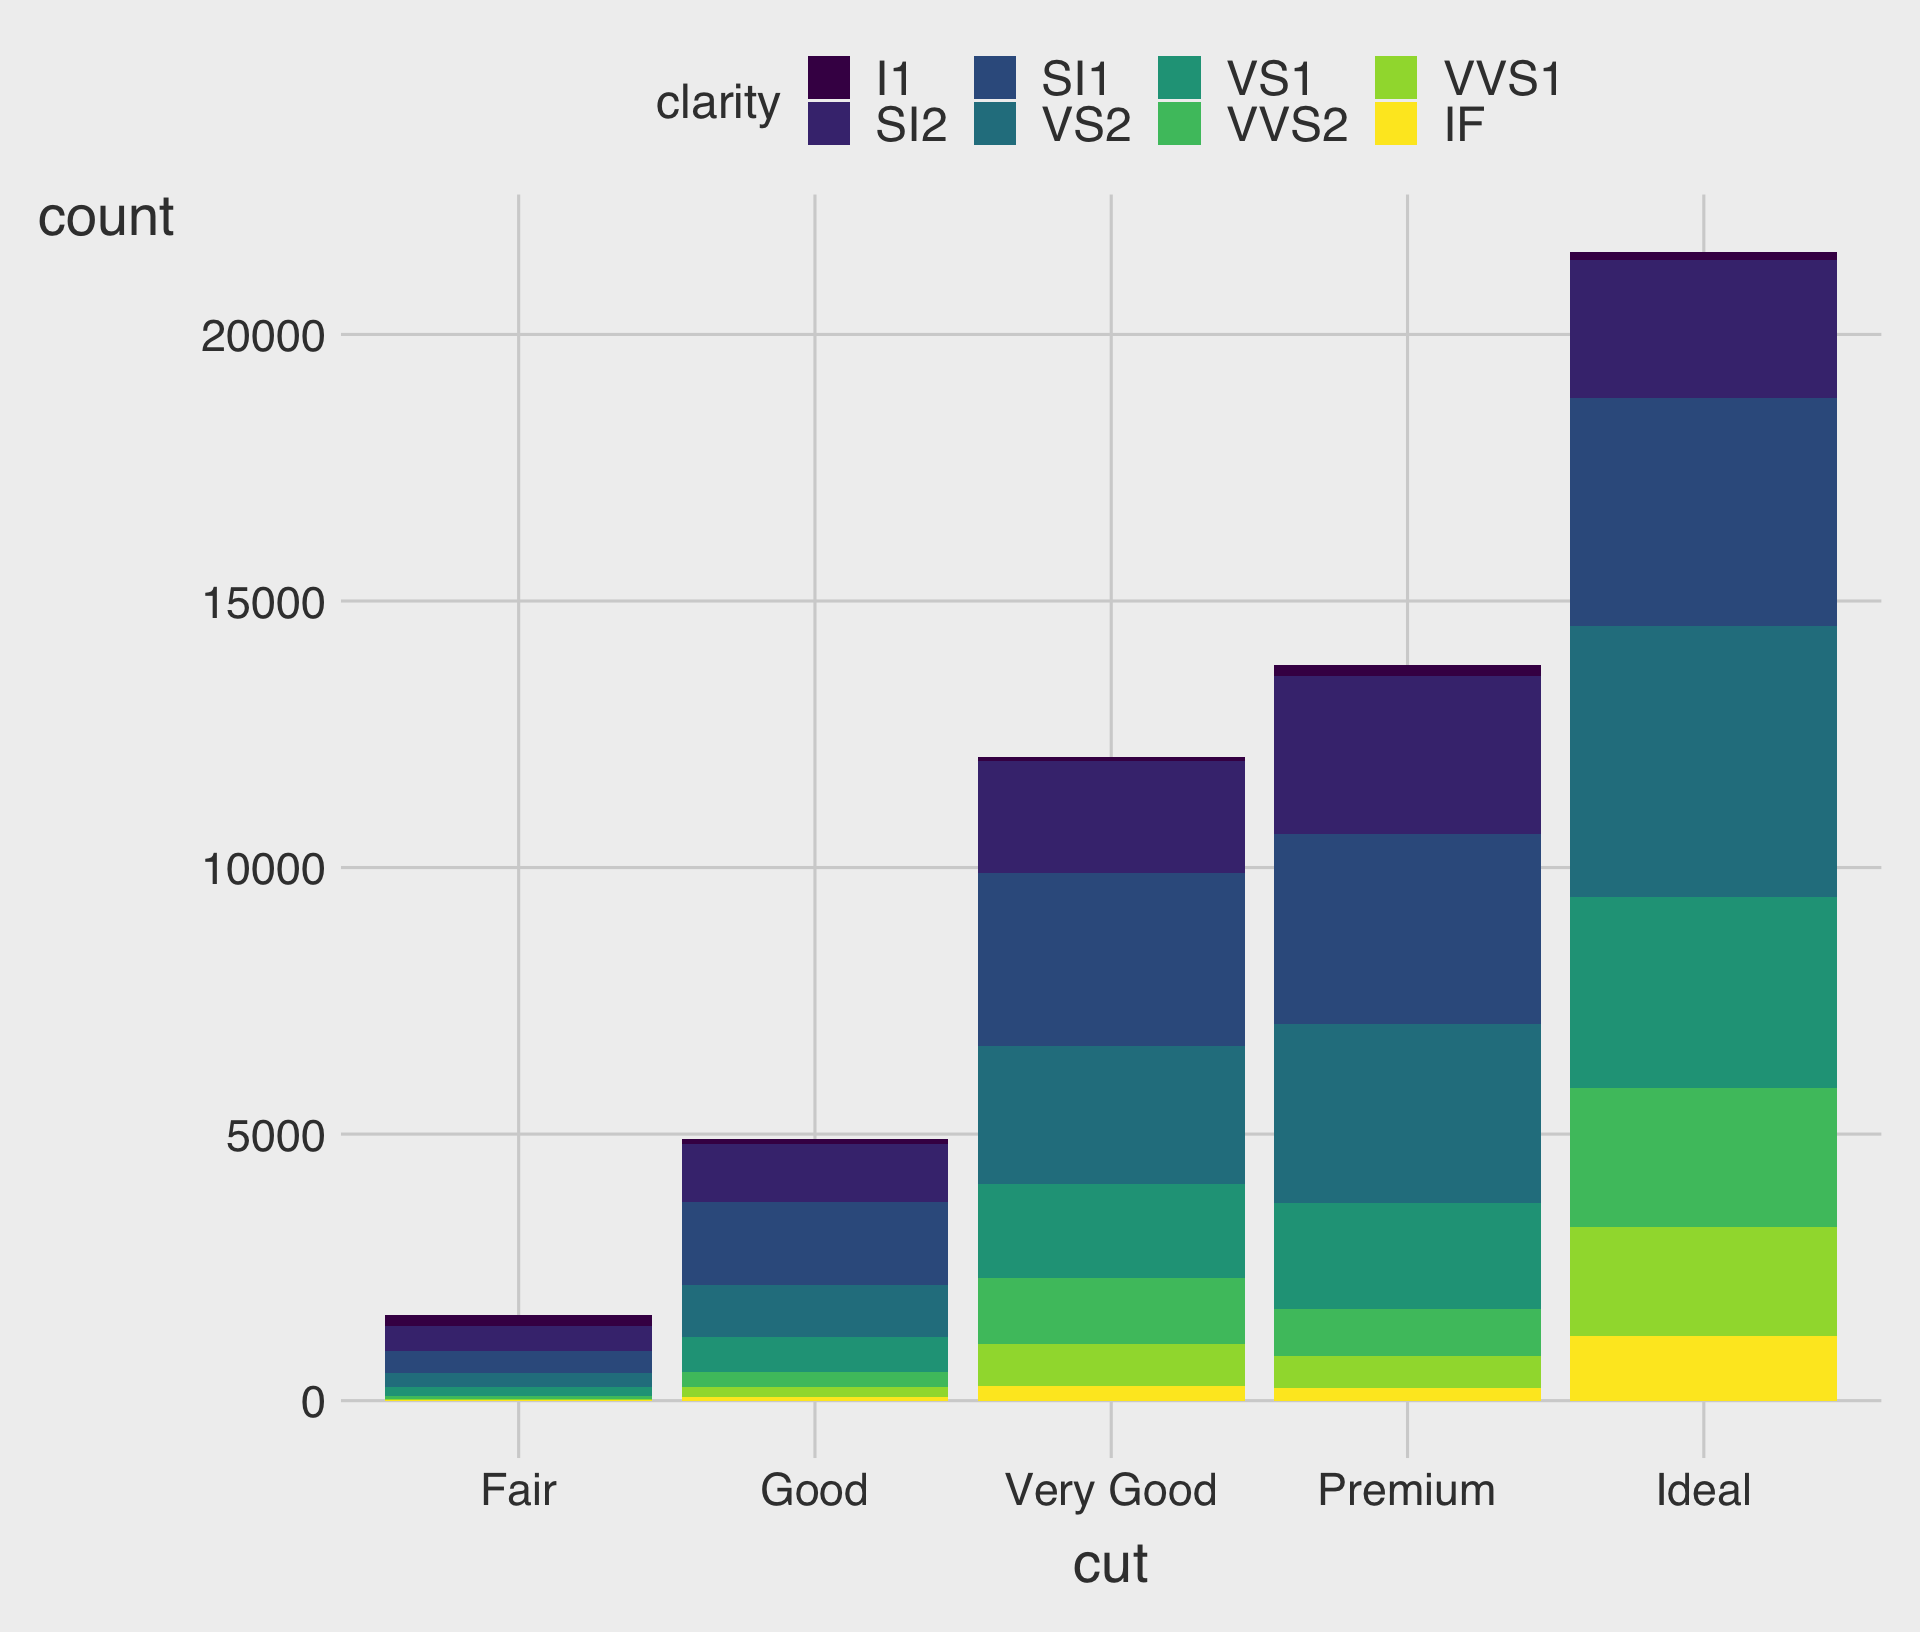 clarity
I1 SI1 VS1 VVS1
SI2 VS2 VVS2 IF
count
20000
15000
10000
5000
0
Fair Good Very Good Premium Ideal
cut